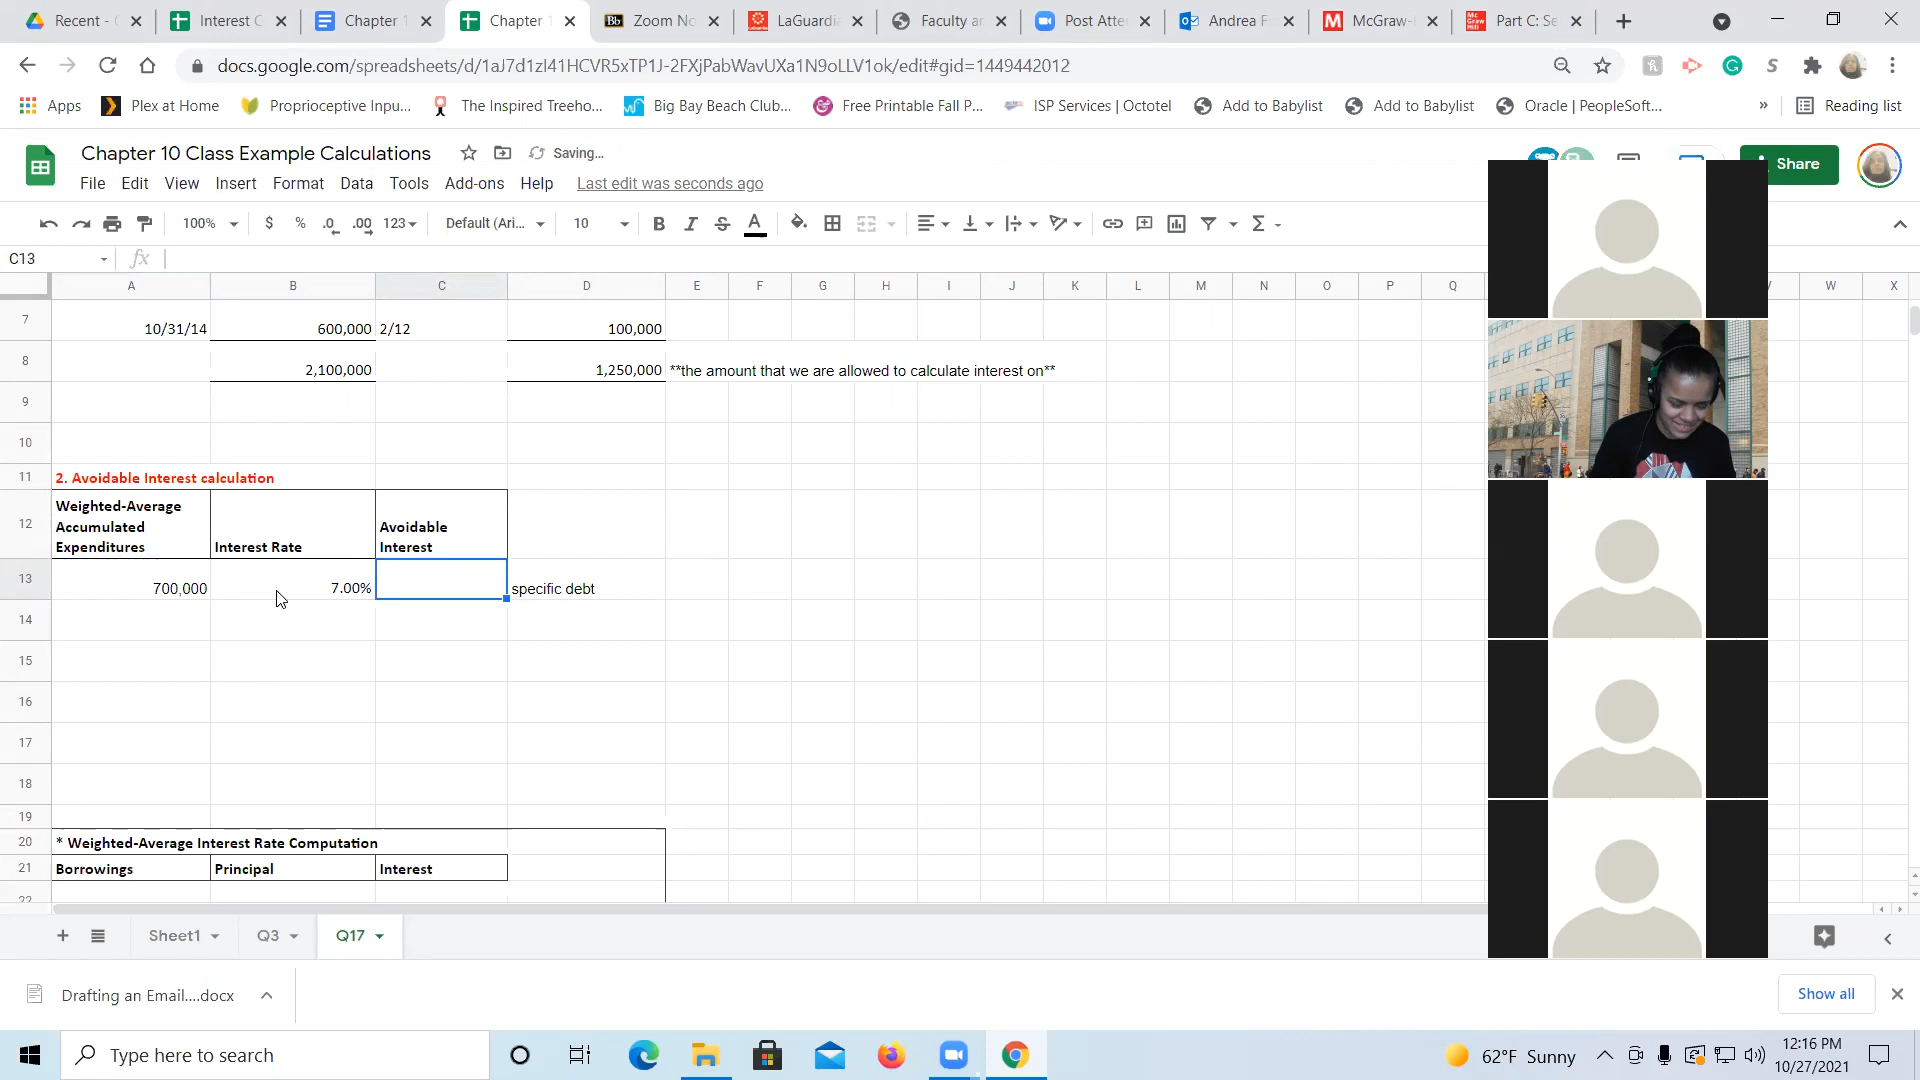 Recent - G
Interest C
Chapter 1
Chapter 1
Zoom No
LaGuardi
Faculty a
Post Atte
Andrea F
McGraw-
Part C: Se
docs.google.com/spreadsheets/d/1aJ7d1zI41HCVR5xTP1J-2FXjPabWavUXa1N9oLLV1ok/edit#gid=1449442012
Apps
Plex at Home
Proprioceptive Inpu...
The Inspired Treeho...
Big Bay Beach Club...
Free Printable Fall P...
ISP Services | Octotel
Add to Babylist
Add to Babylist
Oracle | PeopleSoft...
»
Reading list
Chapter 10 Class Example Calculations
Saving...
Share
File Edit View Insert Format Data Tools Add-ons Help Last edit was seconds ago
100% $ % .0 .00 123 Default (Ari... 10 B I S A
C13 fx
A B C D E F G H I J K L M N O P Q V W X
7 10/31/14 600,000 2/12 100,000
8 2,100,000 1,250,000 **the amount that we are allowed to calculate interest on**
9
10
11 2. Avoidable Interest calculation
12 Weighted-Average Accumulated Expenditures Interest Rate Avoidable Interest
13 700,000 7.00% specific debt
14
15
16
17
18
19
20 * Weighted-Average Interest Rate Computation
21 Borrowings Principal Interest
22
Sheet1 Q3 Q17
Drafting an Email....docx
Show all
Type here to search
62°F Sunny
12:16 PM
10/27/2021